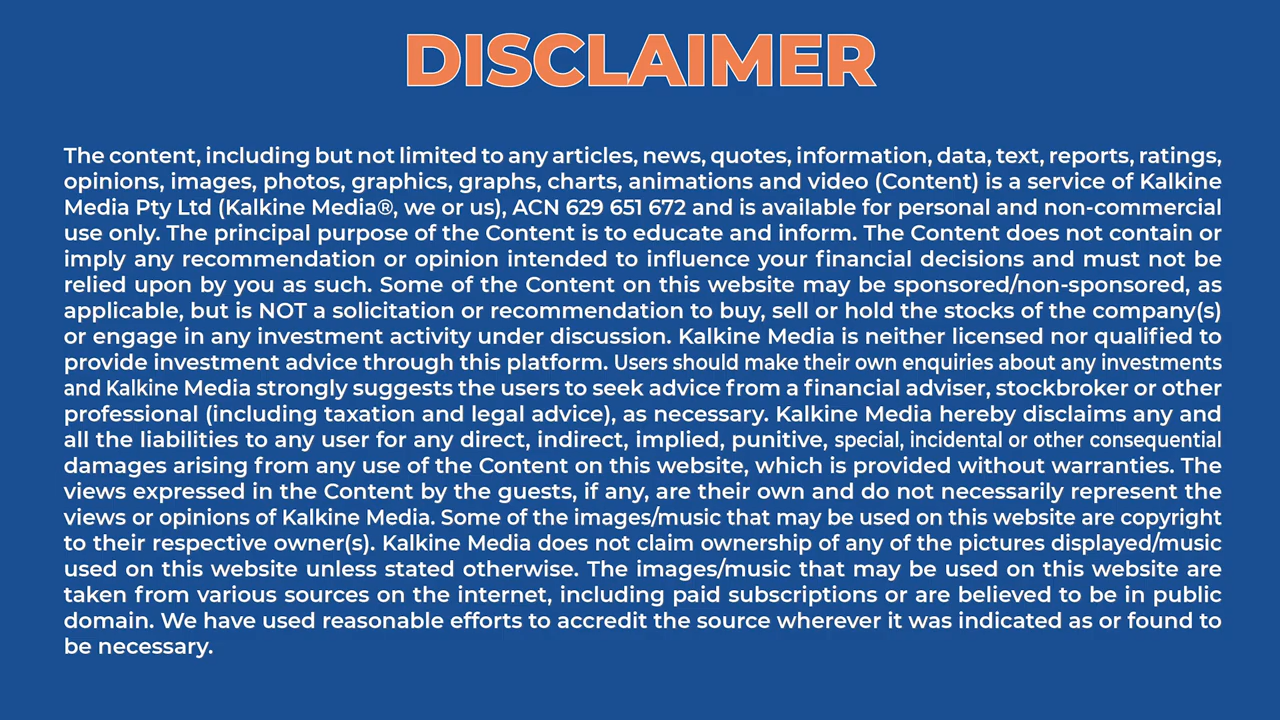 DISCLAIMER
The content, including but not limited to any articles, news, quotes, information, data, text, reports, ratings,
opinions, images, photos, graphics, graphs, charts, animations and video (Content) is a service of Kalkine
Media Pty Ltd (Kalkine Media®, we or us), ACN 629 651 672 and is available for personal and non-commercial
use only. The principal purpose of the Content is to educate and inform. The Content does not contain or
imply any recommendation or opinion intended to influence your financial decisions and must not be
relied upon by you as such. Some of the Content on this website may be sponsored/non-sponsored, as
applicable, but is NOT a solicitation or recommendation to buy, sell or hold the stocks of the company(s)
or engage in any investment activity under discussion. Kalkine Media is neither licensed nor qualified to
provide investment advice through this platform. Users should make their own enquiries about any investments
and Kalkine Media strongly suggests the users to seek advice from a financial adviser, stockbroker or other
professional (including taxation and legal advice), as necessary. Kalkine Media hereby disclaims any and
all the liabilities to any user for any direct, indirect, implied, punitive, special, incidental or other consequential
damages arising from any use of the Content on this website, which is provided without warranties. The
views expressed in the Content by the guests, if any, are their own and do not necessarily represent the
views or opinions of Kalkine Media. Some of the images/music that may be used on this website are copyright
to their respective owner(s). Kalkine Media does not claim ownership of any of the pictures displayed/music
used on this website unless stated otherwise. The images/music that may be used on this website are
taken from various sources on the internet, including paid subscriptions or are believed to be in public
domain. We have used reasonable efforts to accredit the source wherever it was indicated as or found to
be necessary.